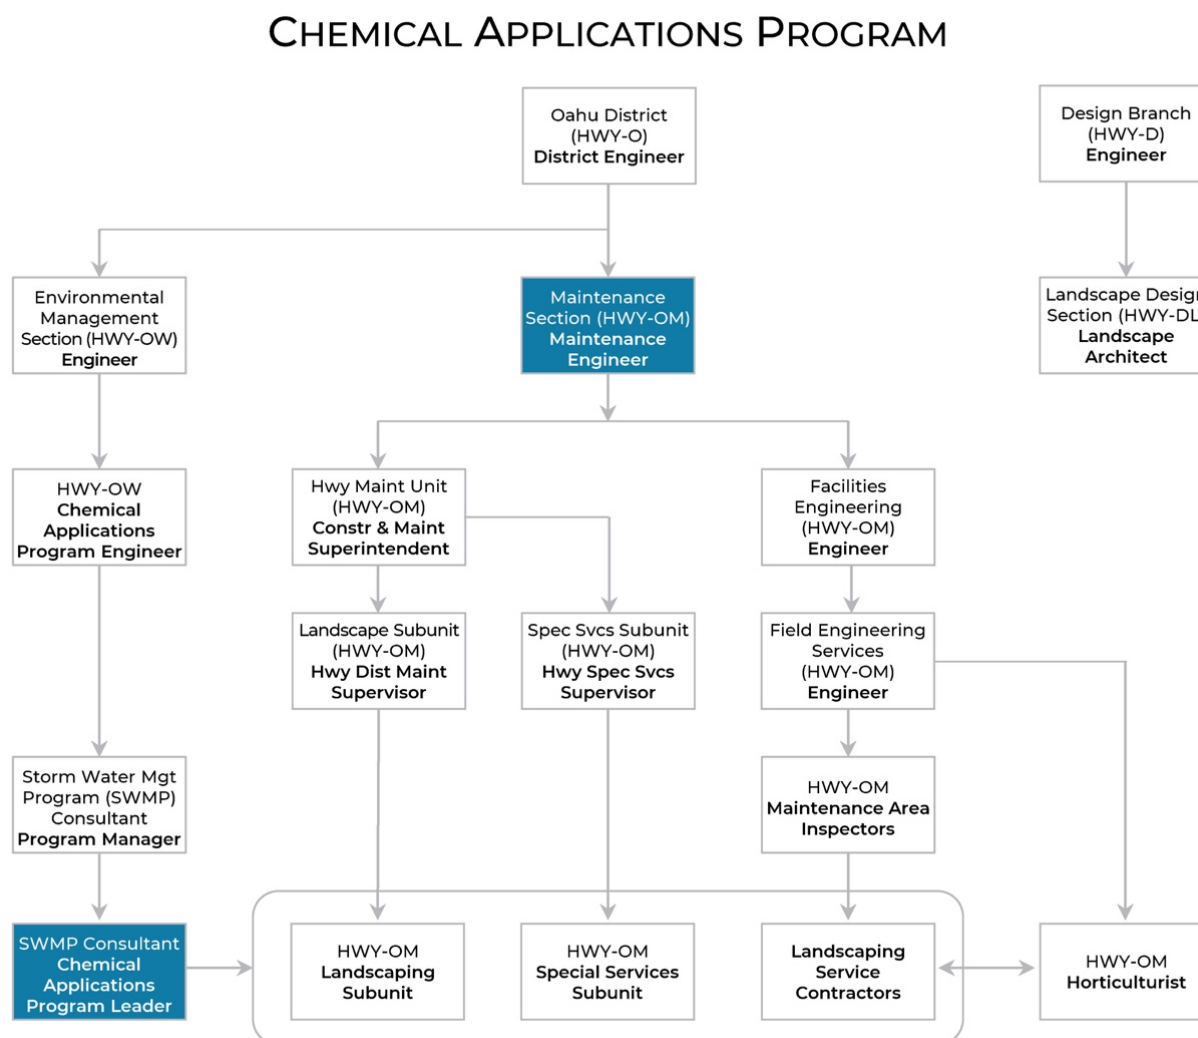 CHEMICAL APPLICATIONS PROGRAM
Oahu District
(HWY-O)
District Engineer
Design Branch
(HWY-D)
Engineer
Environmental
Management
Section (HWY-OW)
Engineer
Maintenance
Section (HWY-OM)
Maintenance
Engineer
Landscape Design
Section (HWY-DL
Landscape
Architect
HWY-OW
Chemical
Applications
Program Engineer
Hwy Maint Unit
(HWY-OM)
Constr & Maint
Superintendent
Facilities
Engineering
(HWY-OM)
Engineer
Landscape Subunit
(HWY-OM)
Hwy Dist Maint
Supervisor
Spec Svcs Subunit
(HWY-OM)
Hwy Spec Svcs
Supervisor
Field Engineering
Services
(HWY-OM)
Engineer
Storm Water Mgt
Program (SWMP)
Consultant
Program Manager
HWY-OM
Maintenance Area
Inspectors
SWMP Consultant
Chemical
Applications
Program Leader
HWY-OM
Landscaping
Subunit
HWY-OM
Special Services
Subunit
Landscaping
Service
Contractors
HWY-OM
Horticulturist